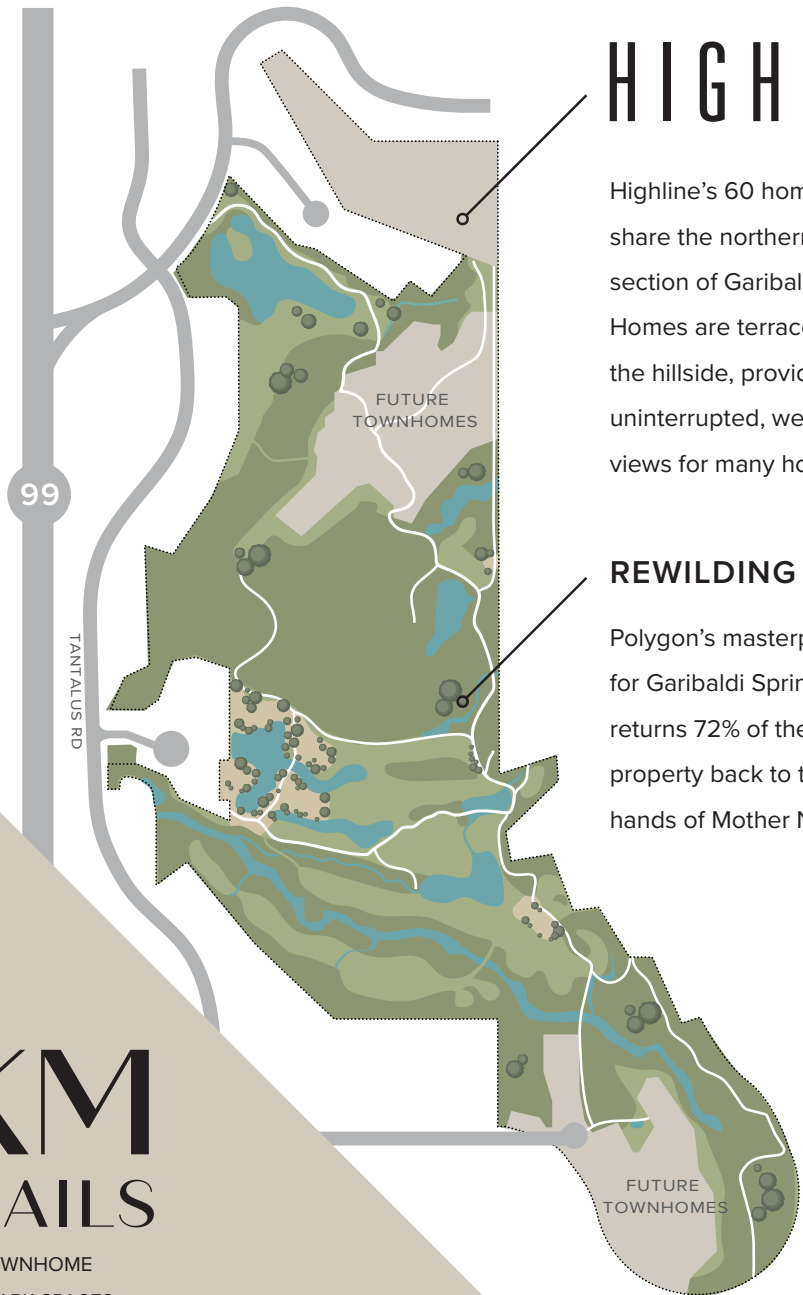 HIGH
Highline’s 60 hom
share the northern
section of Garibal
Homes are terrace
the hillside, provid
uninterrupted, we
views for many ho
FUTURE
TOWNHOMES
99
REWILDING
Polygon’s masterp
for Garibaldi Sprin
returns 72% of the
property back to t
hands of Mother N
TANTALUS RD
KM
AILS
WNHOME
FUTURE
TOWNHOMES